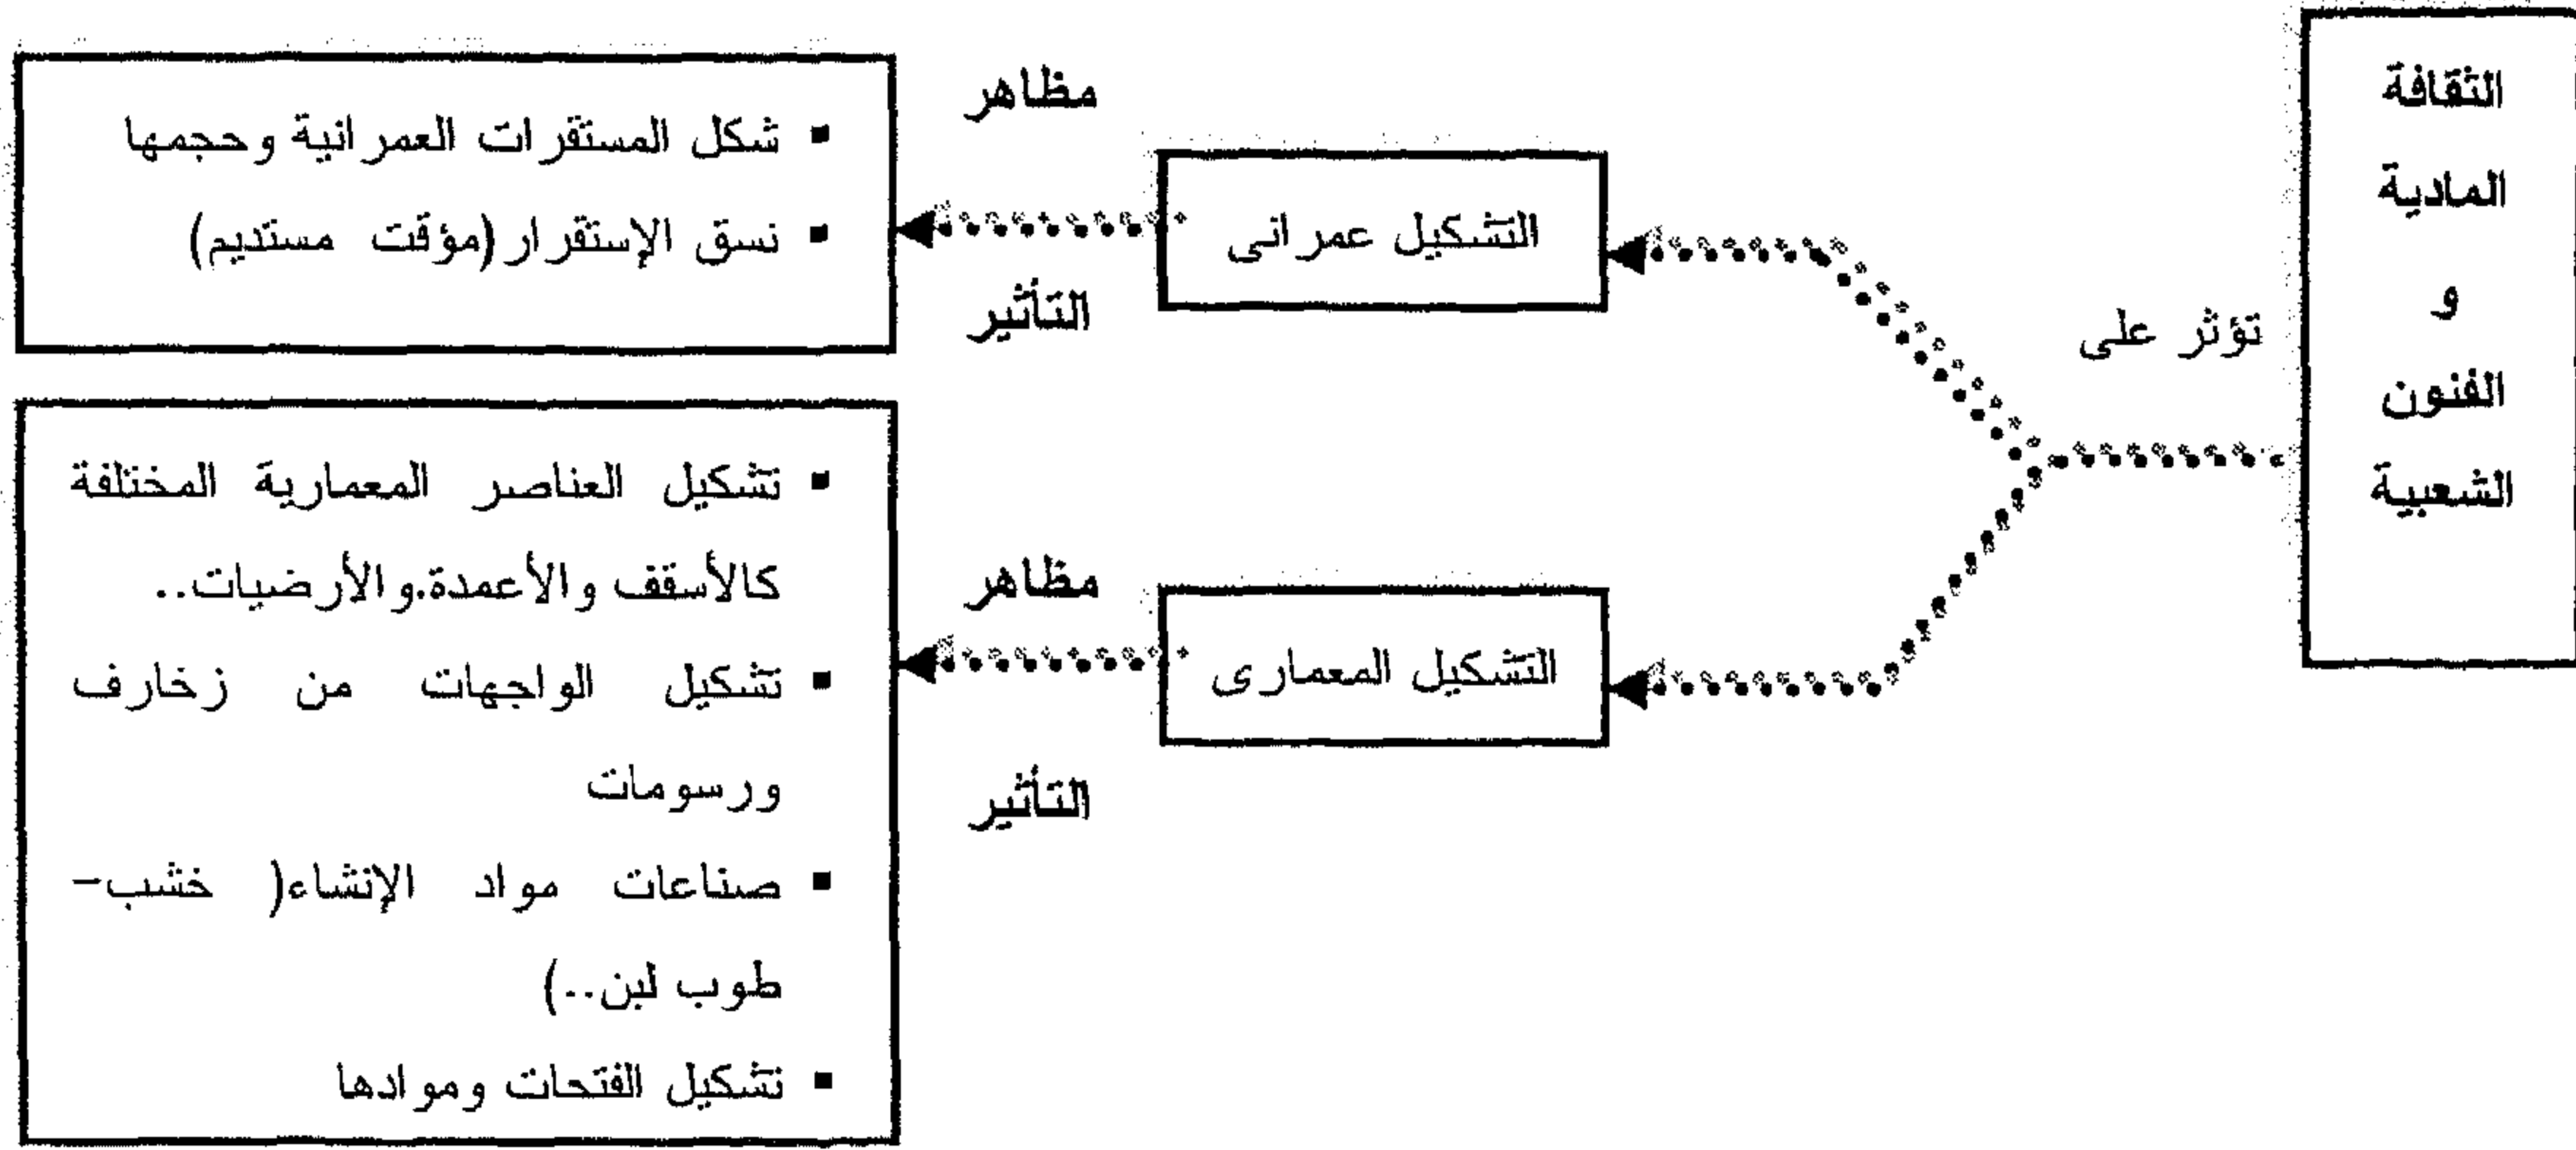 الثقافة
المادية
و
الفنون
الشعبية
تؤثر على
التشكيل عمرانى
مظاهر
التأثير
▪ شكل المستقرات العمرانية وحجمها
▪ نسق الإستقرار (مؤقت مستديم)
التشكيل المعمارى
مظاهر
التأثير
▪ تشكيل العناصر المعمارية المختلفة
كالأسقف والأعمدة.والأرضيات..
▪ تشكيل الواجهات من زخارف
ورسومات
▪ صناعات مواد الإنشاء( خشب-
طوب لبن..)
▪ تشكيل الفتحات وموادها